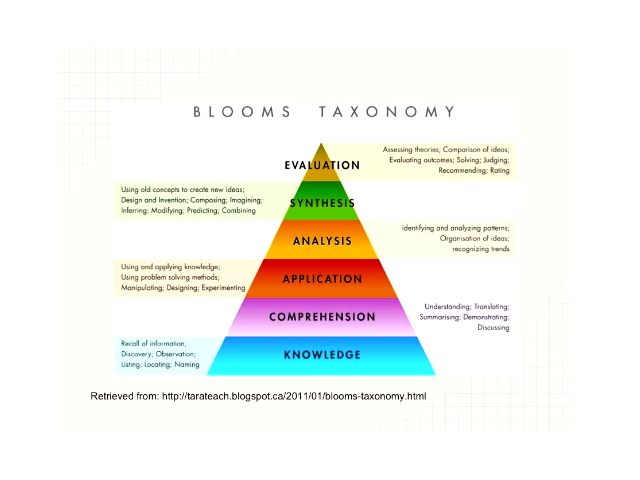 BLOOMS TAXONOMY
EVALUATION
Assessing theories; Comparison of ideas;
Evaluating outcomes; Solving; Judging;
Recommending; Rating
Using old concepts to create new ideas;
Design and Invention; Composing; Imagining;
Inferring; Modifying; Predicting; Combining
SYNTHESIS
ANALYSIS
Identifying and analyzing patterns;
Organisation of ideas;
recognizing trends
Using and applying knowledge;
Using problem solving methods;
Manipulating; Designing; Experimenting
APPLICATION
COMPREHENSION
Understanding; Translating;
Summarising; Demonstrating;
Discussing
Recall of information,
Discovery; Observation;
Listing; Locating; Naming
KNOWLEDGE
Retrieved from: http://tarateach.blogspot.ca/2011/01/blooms-taxonomy.html